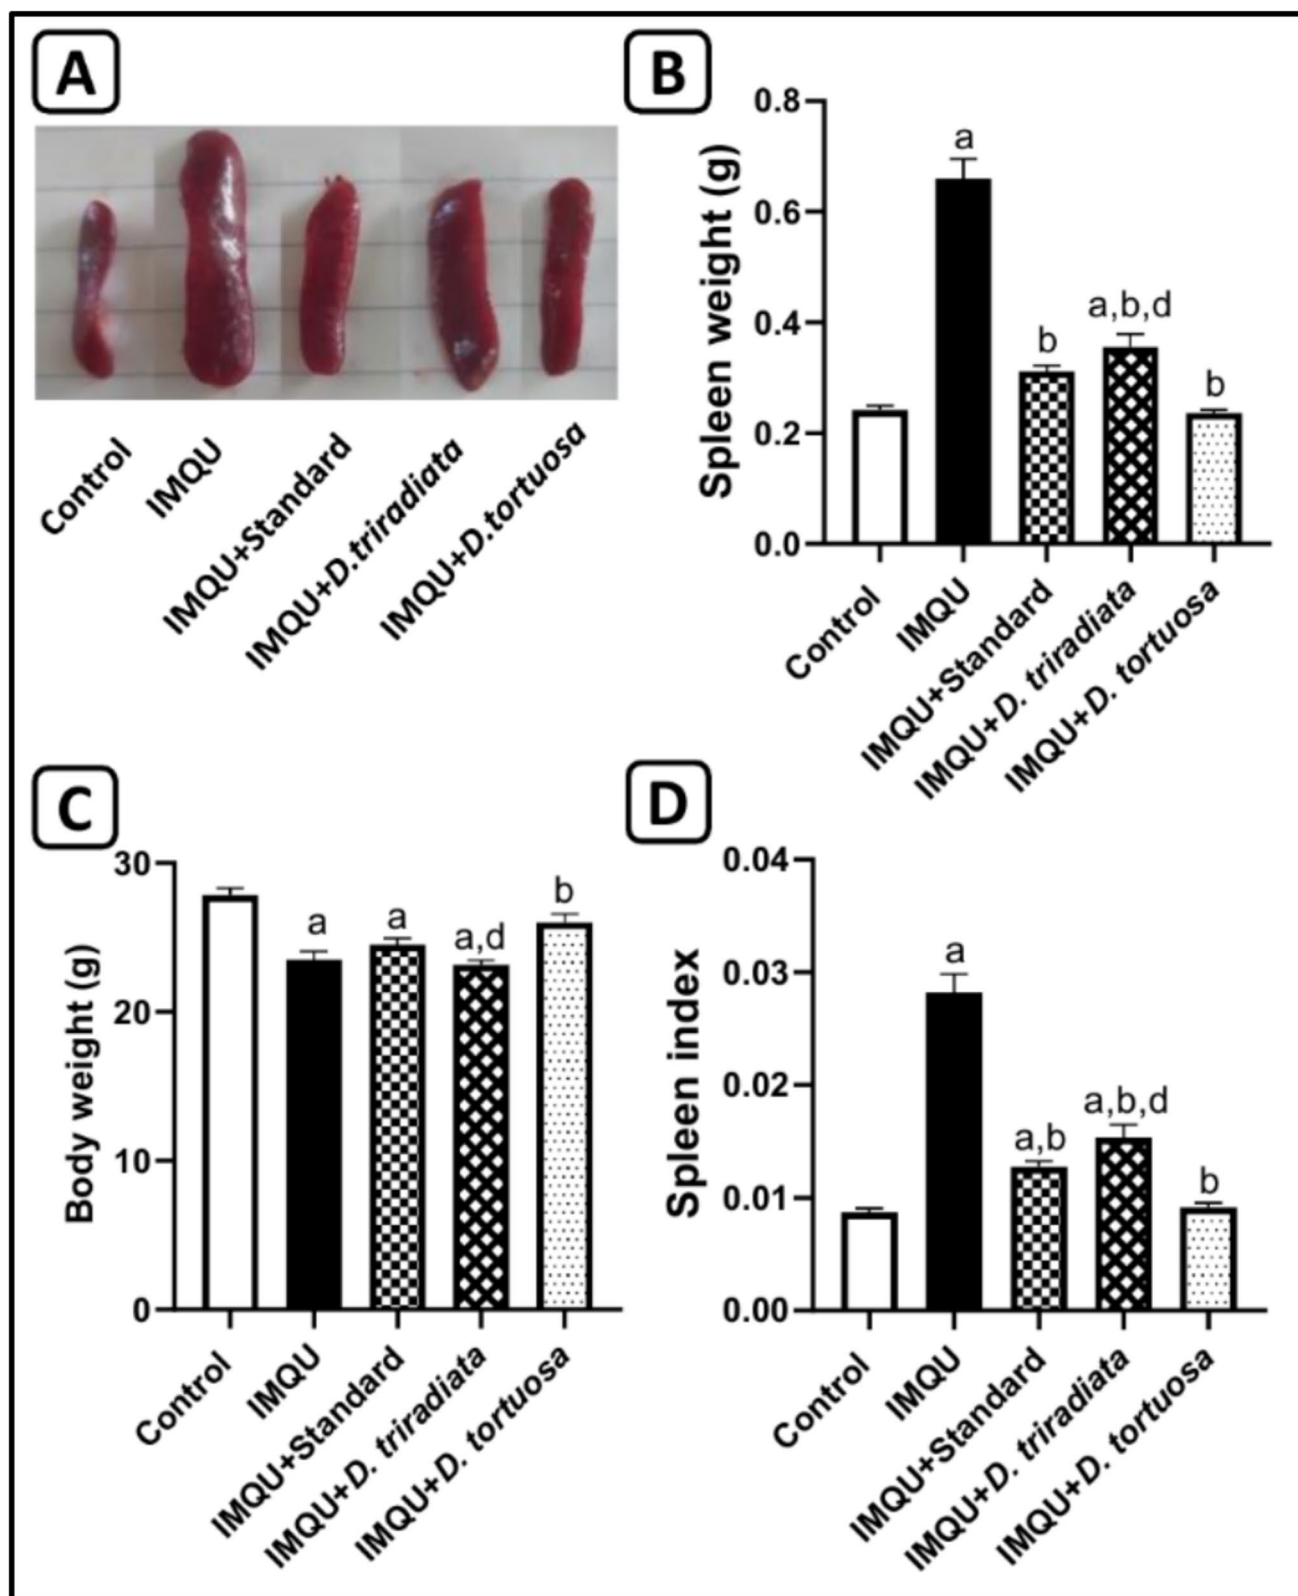 A
Control
IMQU
IMQU+Standard
IMQU+D.triradiata
IMQU+D.tortuosa
B
Spleen weight (g)
0.8
0.6
0.4
0.2
0.0
a
b
a,b,d
b
Control
IMQU
IMQU+Standard
IMQU+D. triradiata
IMQU+D. tortuosa
C
Body weight (g)
30
20
10
0
a
a
a,d
b
Control
IMQU
IMQU+Standard
IMQU+D. triradiata
IMQU+D. tortuosa
D
Spleen index
0.04
0.03
0.02
0.01
0.00
a
a,b
a,b,d
b
Control
IMQU
IMQU+Standard
IMQU+D. triradiata
IMQU+D. tortuosa